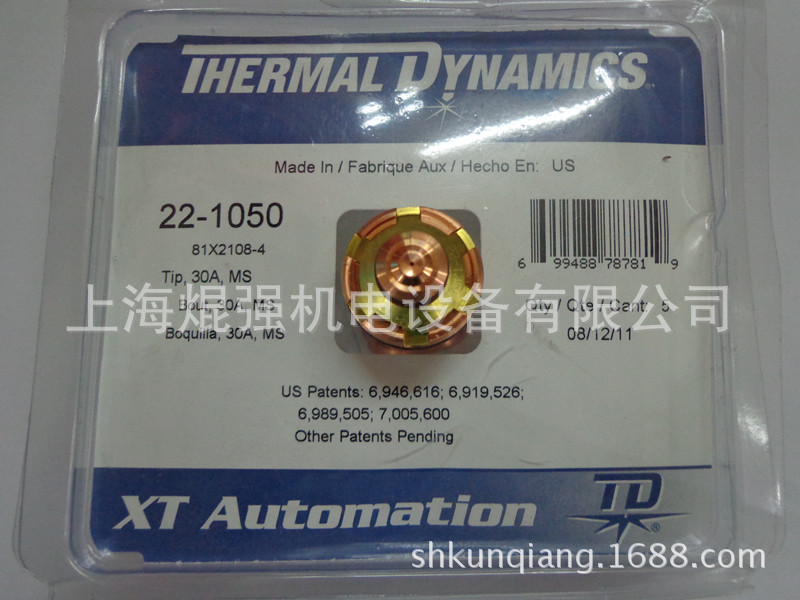 THERMAL DYNAMICS®
Made In / Fabrique Aux / Hecho En: US
22-1050
81X2108-4
Tip, 30A, MS
Bout, 30A, MS
Boquilla, 30A, MS
6 99488 78781 9
Qty / Qte / Cant: 5
08/12/11
上海焜强机电设备有限公司
US Patents: 6,946,616; 6,919,526;
6,989,505; 7,005,600
Other Patents Pending
XT Automation
TD®
shkunqiang.1688.com